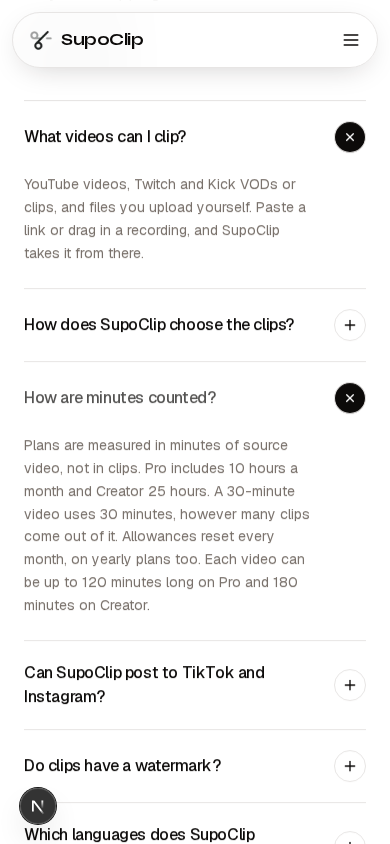 SupoClip
What videos can I clip?
YouTube videos, Twitch and Kick VODs or
clips, and files you upload yourself. Paste a
link or drag in a recording, and SupoClip
takes it from there.
How does SupoClip choose the clips?
How are minutes counted?
Plans are measured in minutes of source
video, not in clips. Pro includes 10 hours a
month and Creator 25 hours. A 30-minute
video uses 30 minutes, however many clips
come out of it. Allowances reset every
month, on yearly plans too. Each video can
be up to 120 minutes long on Pro and 180
minutes on Creator.
Can SupoClip post to TikTok and
Instagram?
Do clips have a watermark?
N
Which languages does SupoClip